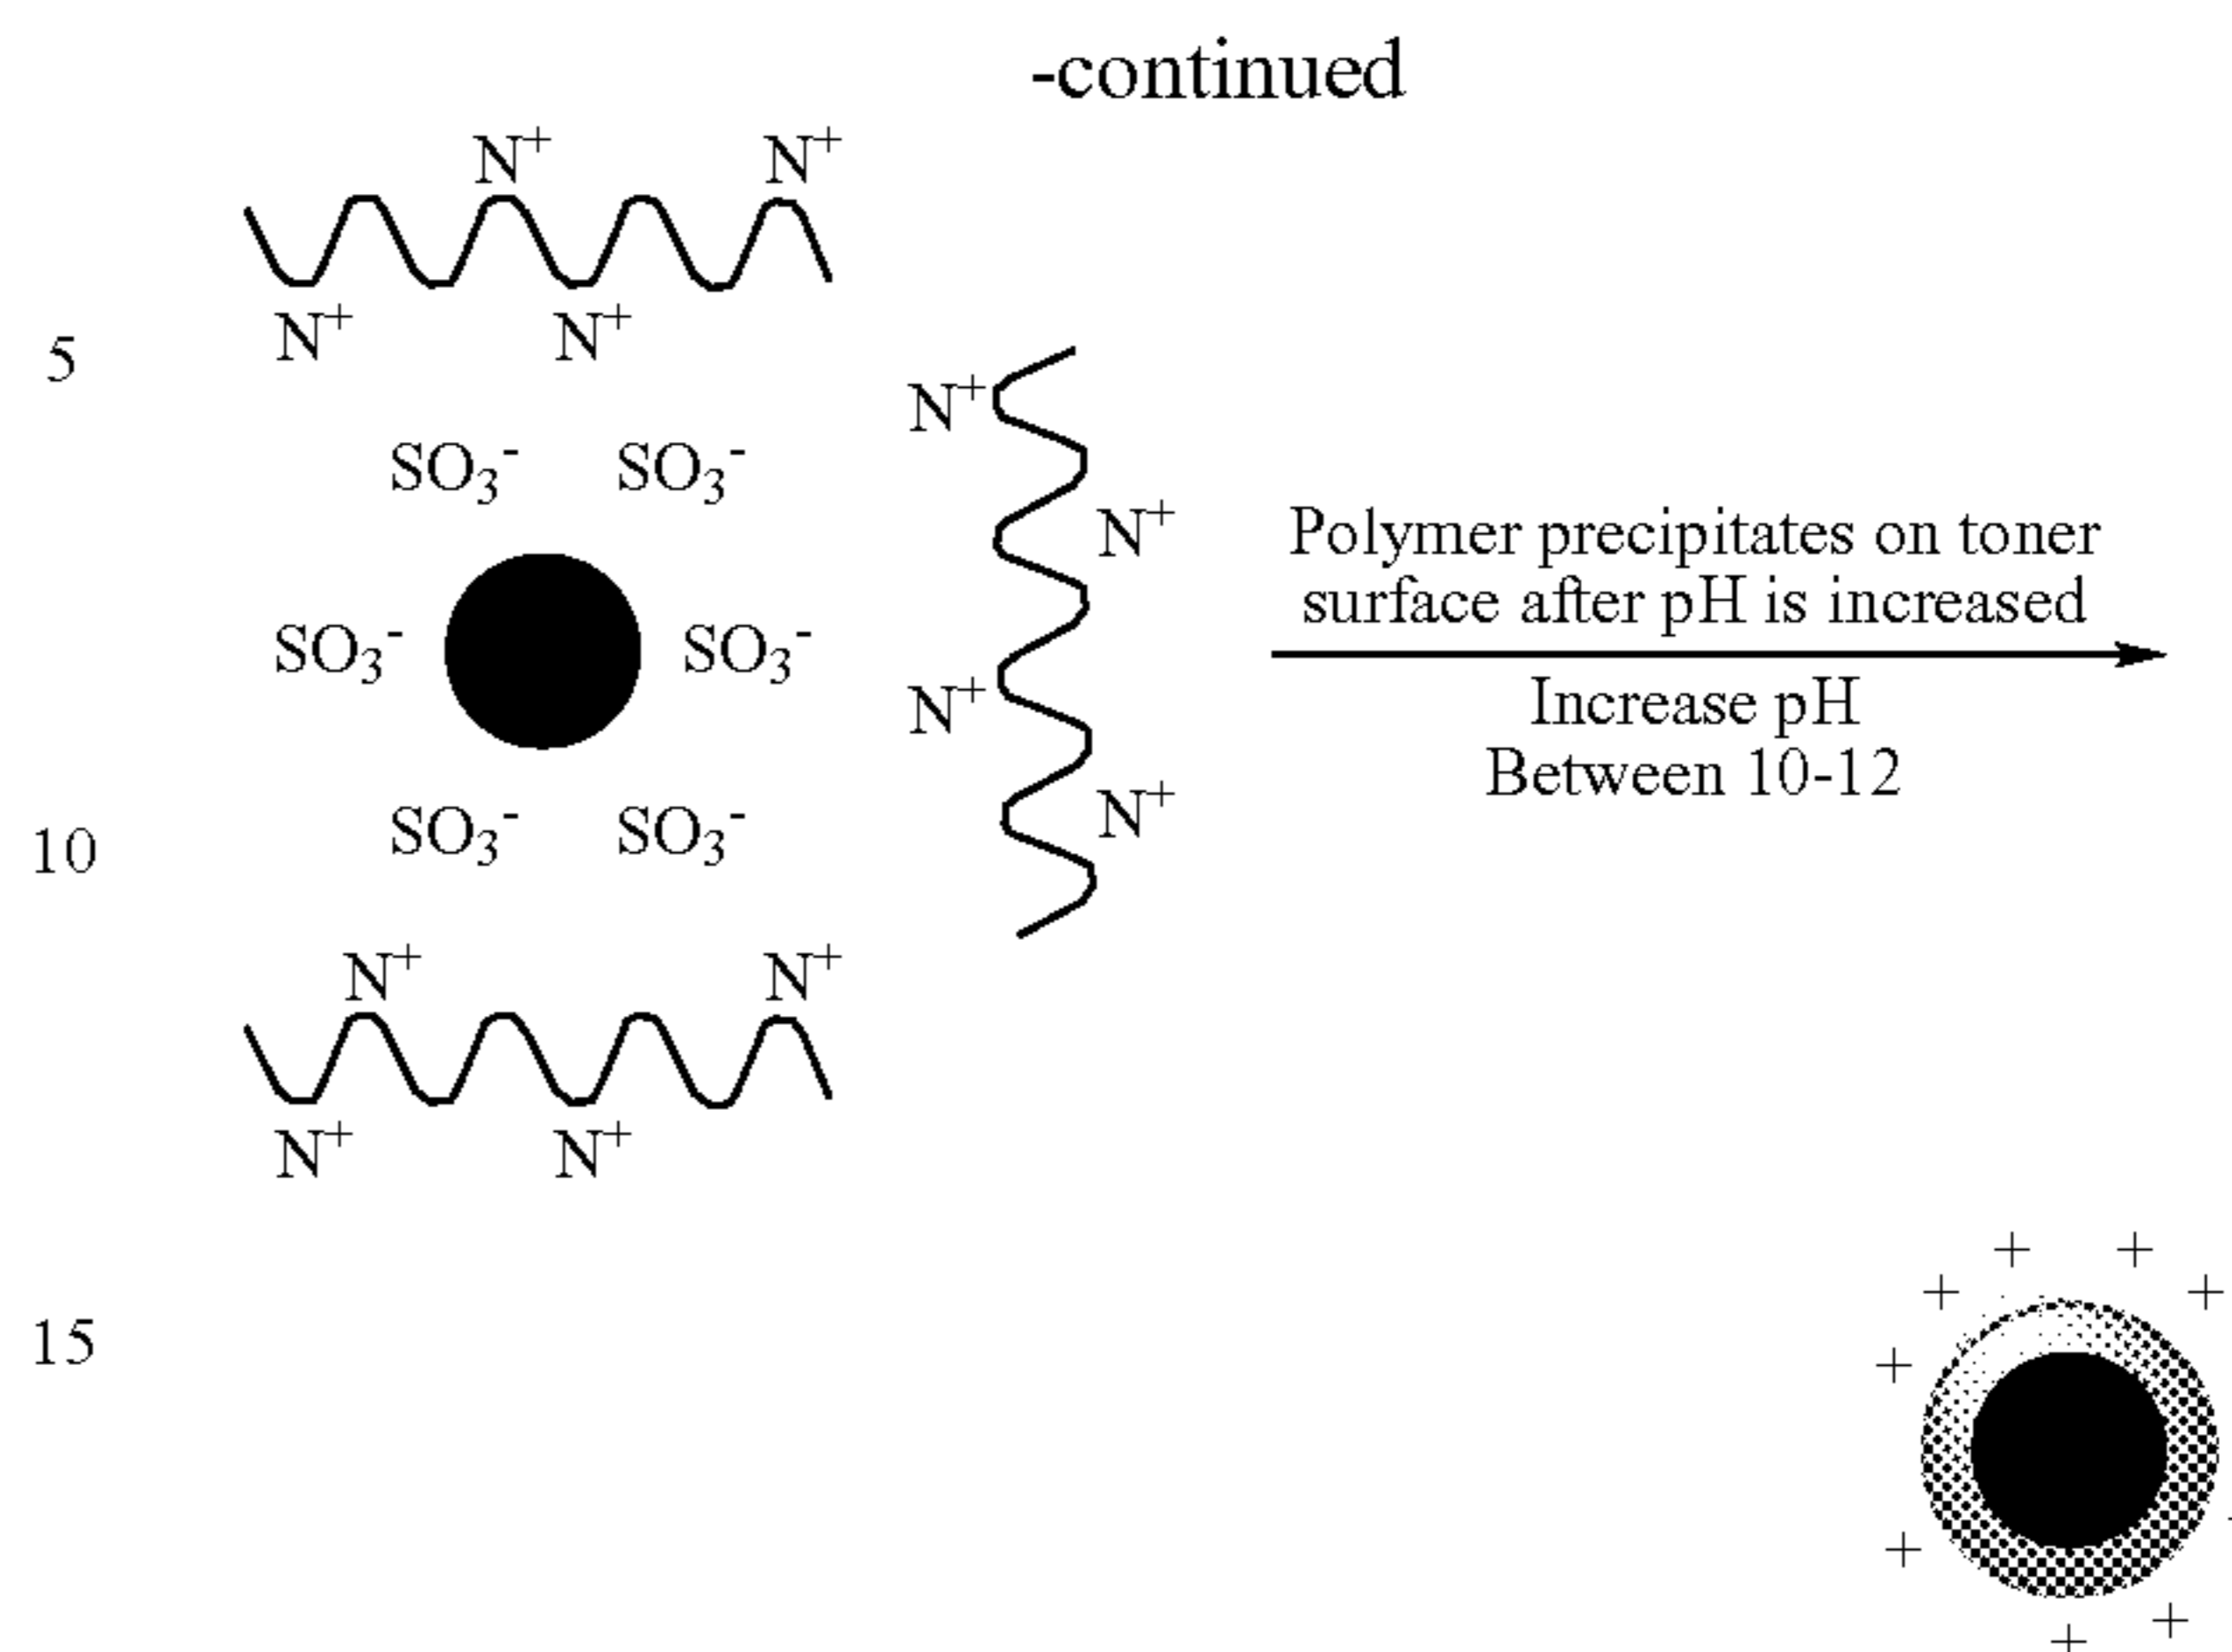 -continued
N⁺ N⁺
N⁺ N⁺
5
N⁺
SO₃⁻ SO₃⁻
N⁺
Polymer precipitates on toner
surface after pH is increased
SO₃⁻ SO₃⁻
N⁺
Increase pH
Between 10-12
SO₃⁻ SO₃⁻
N⁺
10
N⁺ N⁺
N⁺ N⁺
+ +
+ +
15
+
+
+
+